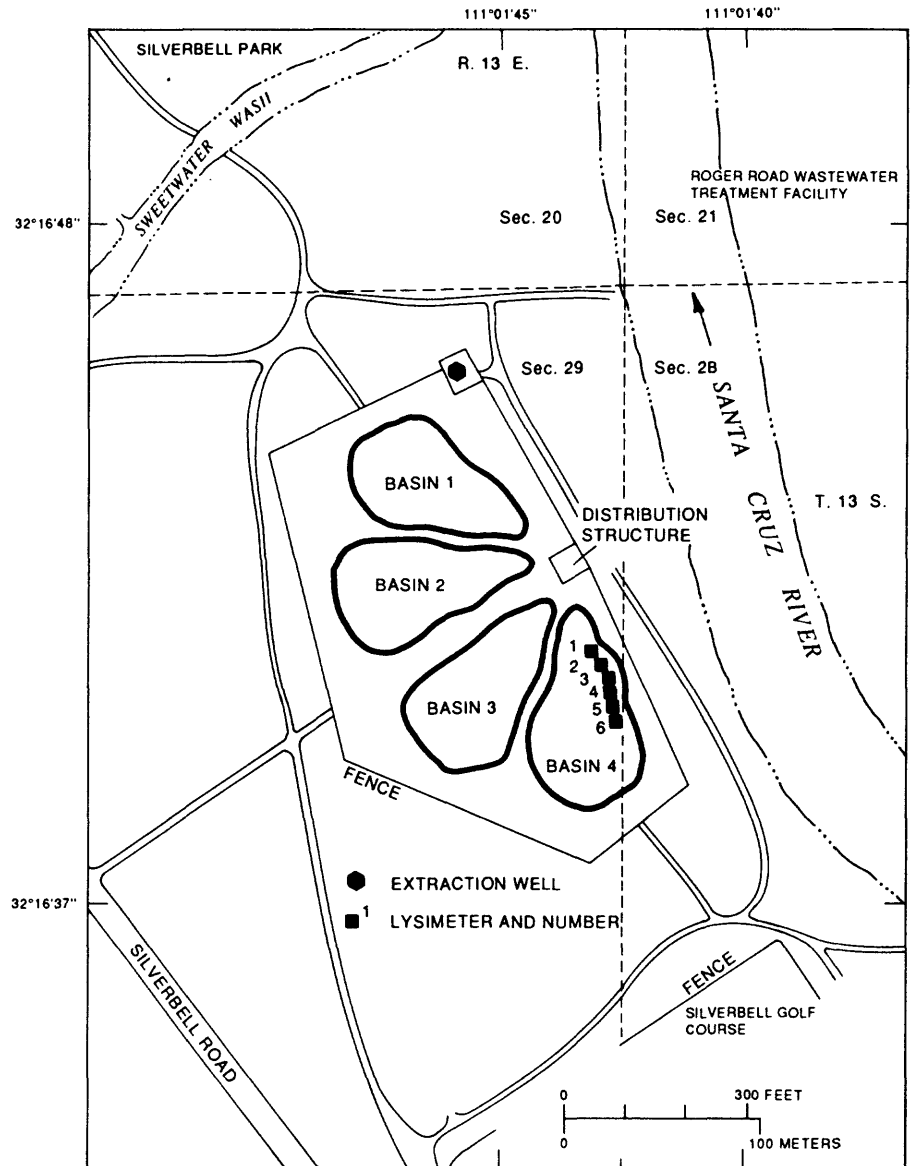 111°01'45"
111°01'40"
SILVERBELL PARK
R. 13 E.
SWEETWATER WASII
ROGER ROAD WASTEWATER
TREATMENT FACILITY
32°16'48"
Sec. 20
Sec. 21
Sec. 29
Sec. 2B
SANTA CRUZ RIVER
T. 13 S.
BASIN 1
DISTRIBUTION
STRUCTURE
BASIN 2
1
2
3
4
5
6
BASIN 3
BASIN 4
FENCE
EXTRACTION WELL
1
LYSIMETER AND NUMBER
32°16'37"
SILVERBELL ROAD
FENCE
SILVERBELL GOLF
COURSE
0
300 FEET
0
100 METERS